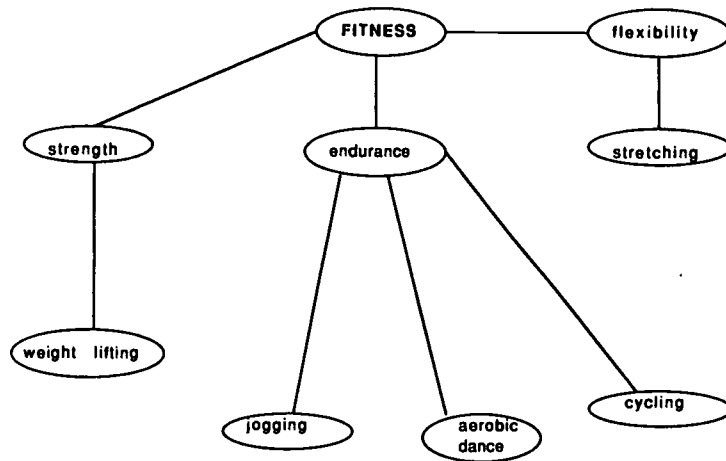 FITNESS
flexibility
strength
endurance
stretching
weight lifting
jogging
aerobic
dance
cycling